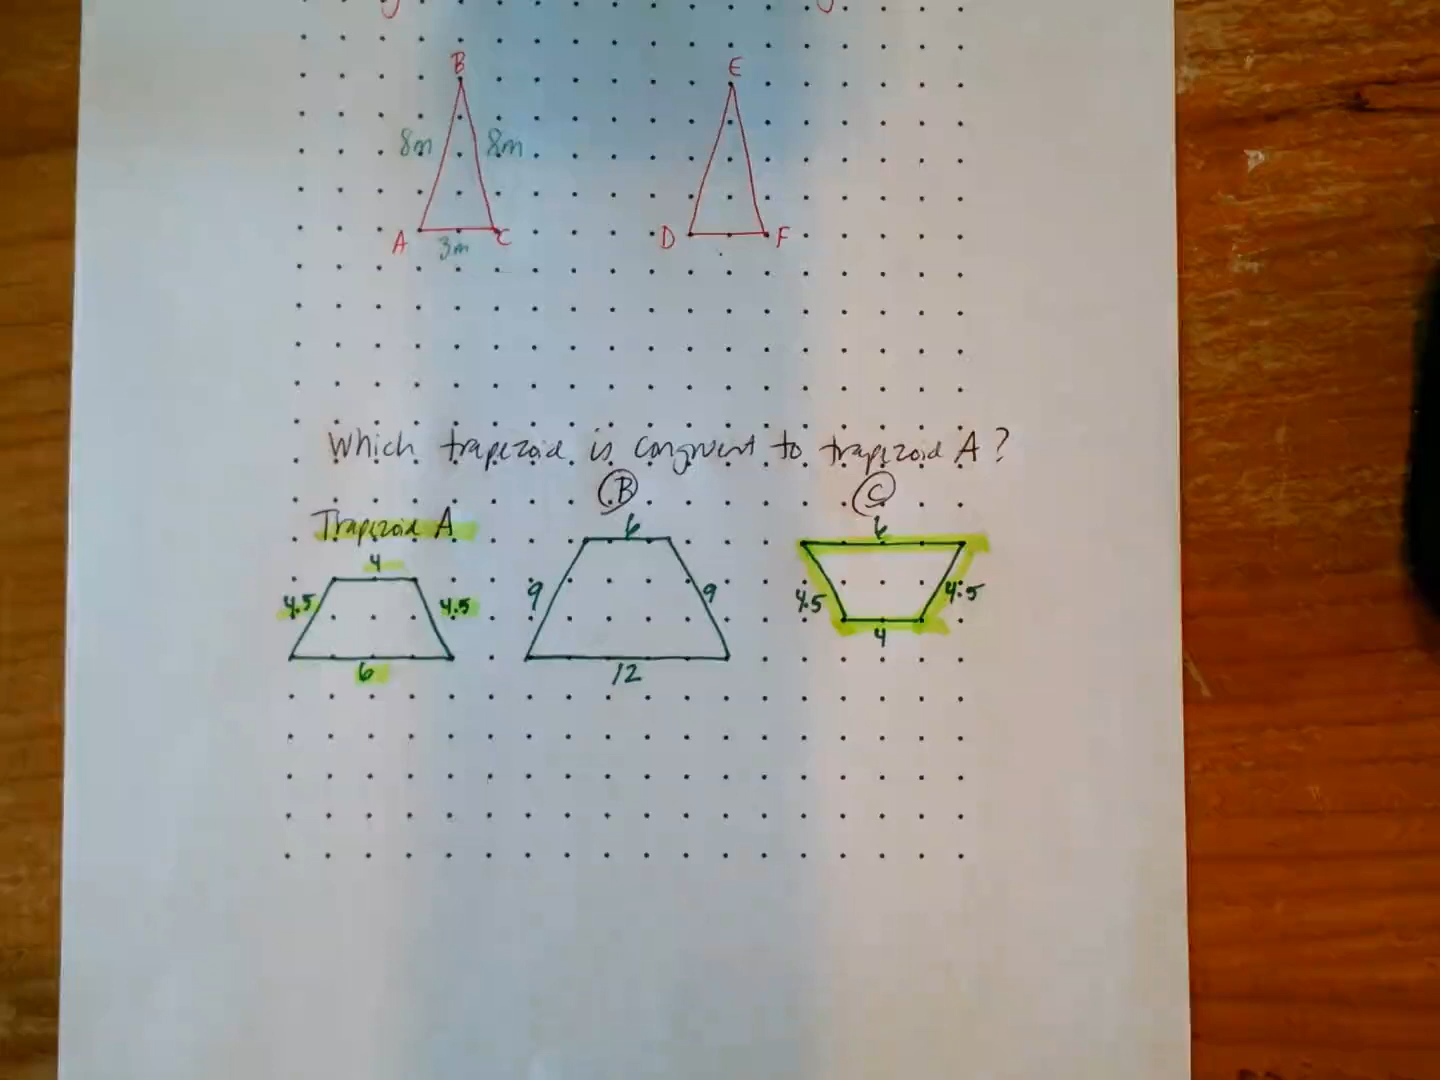 B
E
8m 8m
A 3m C
D F
Which trapezoid is congruent to trapezoid A?
B C
Trapezoid A
6 6
4
4.5 4.5
9 9
4.5 4.5
4
6
12